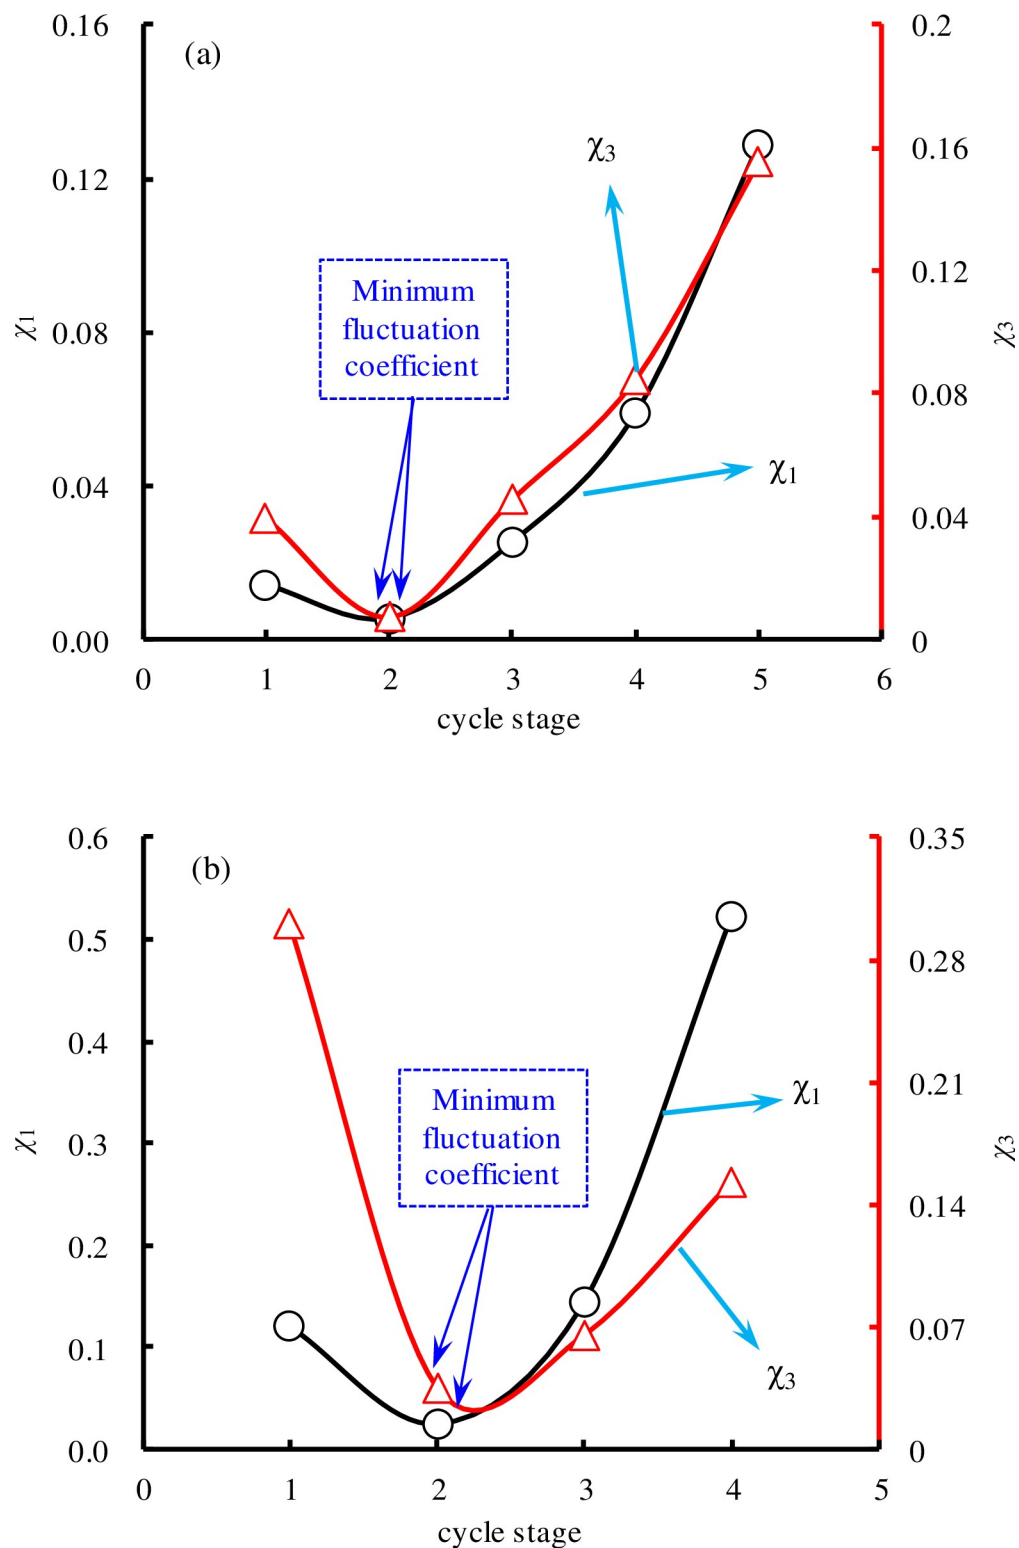 0.16
0.2
(a)
χ3
0.16
0.12
0.12
Minimum
fluctuation
coefficient
χ1
0.08
χ3
0.08
χ1
0.04
0.04
0.00
0
0 1 2 3 4 5 6
cycle stage
0.6
0.35
(b)
0.5
0.28
0.4
Minimum
fluctuation
coefficient
0.21
χ1
χ1
0.3
χ3
0.2
0.14
0.1
0.07
χ3
0.0
0
0 1 2 3 4 5
cycle stage